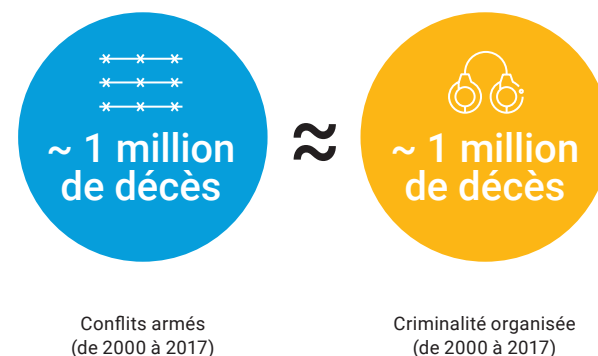 ~ 1 million
de décès
≈
~ 1 million
de décès
Conflits armés
(de 2000 à 2017)
Criminalité organisée
(de 2000 à 2017)